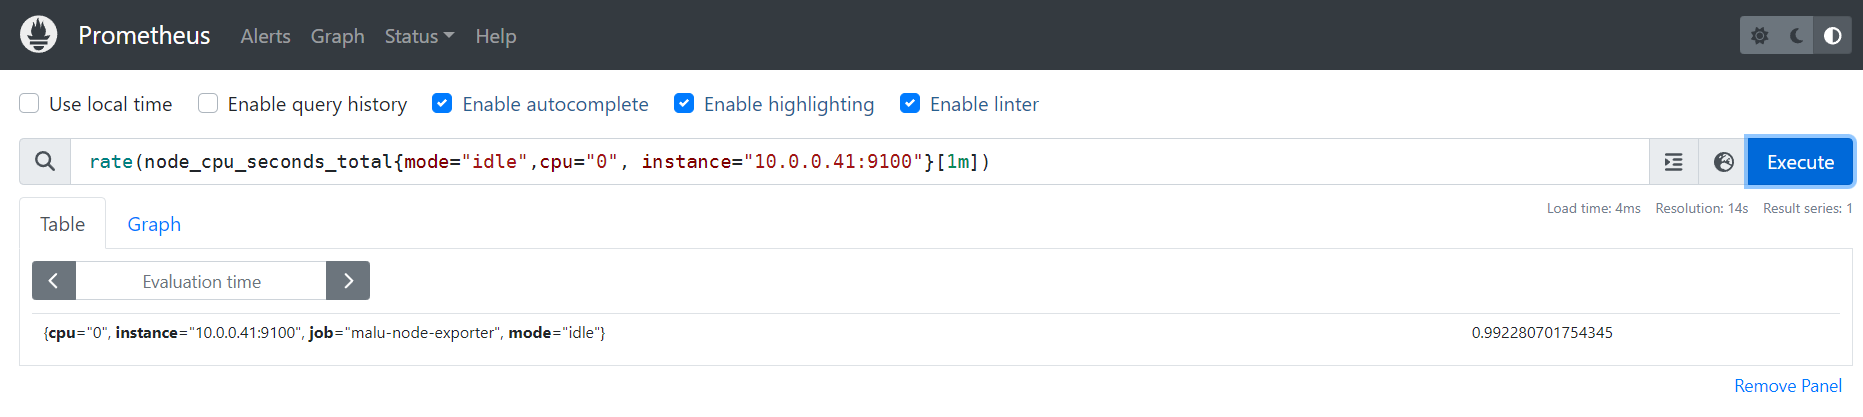 Prometheus Alerts Graph Status Help
Use local time Enable query history Enable autocomplete Enable highlighting Enable linter
rate(node_cpu_seconds_total{mode="idle",cpu="0", instance="10.0.0.41:9100"}[1m]) Execute
Table Graph Load time: 4ms Resolution: 14s Result series: 1
Evaluation time
{cpu="0", instance="10.0.0.41:9100", job="malu-node-exporter", mode="idle"} 0.992280701754345
Remove Panel